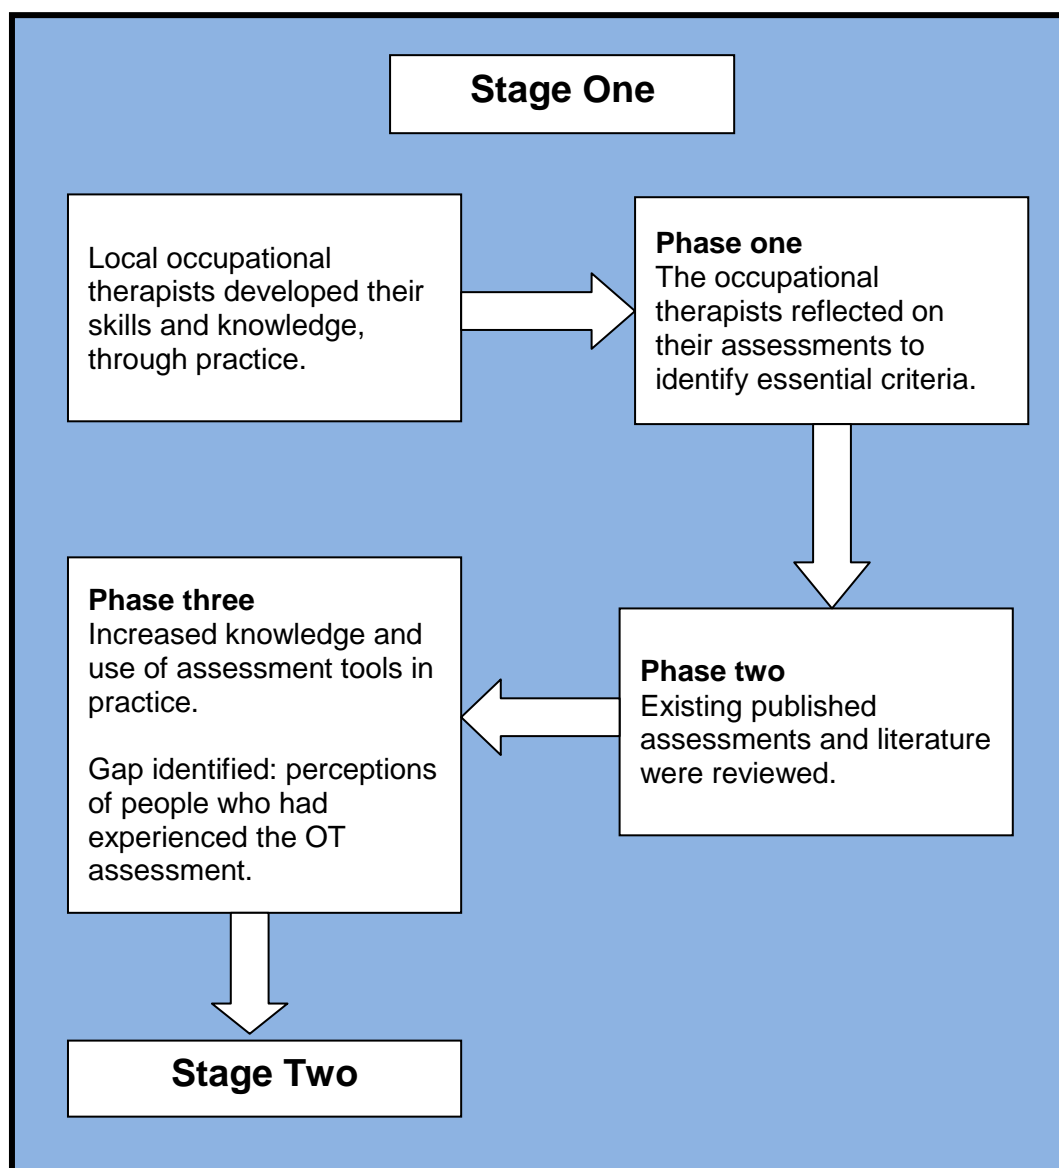 Stage One
Local occupational
therapists developed their
skills and knowledge,
through practice.
Phase one
The occupational
therapists reflected on
their assessments to
identify essential criteria.
Phase two
Existing published
assessments and literature
were reviewed.
Phase three
Increased knowledge and
use of assessment tools in
practice.
Gap identified: perceptions
of people who had
experienced the OT
assessment.
Stage Two